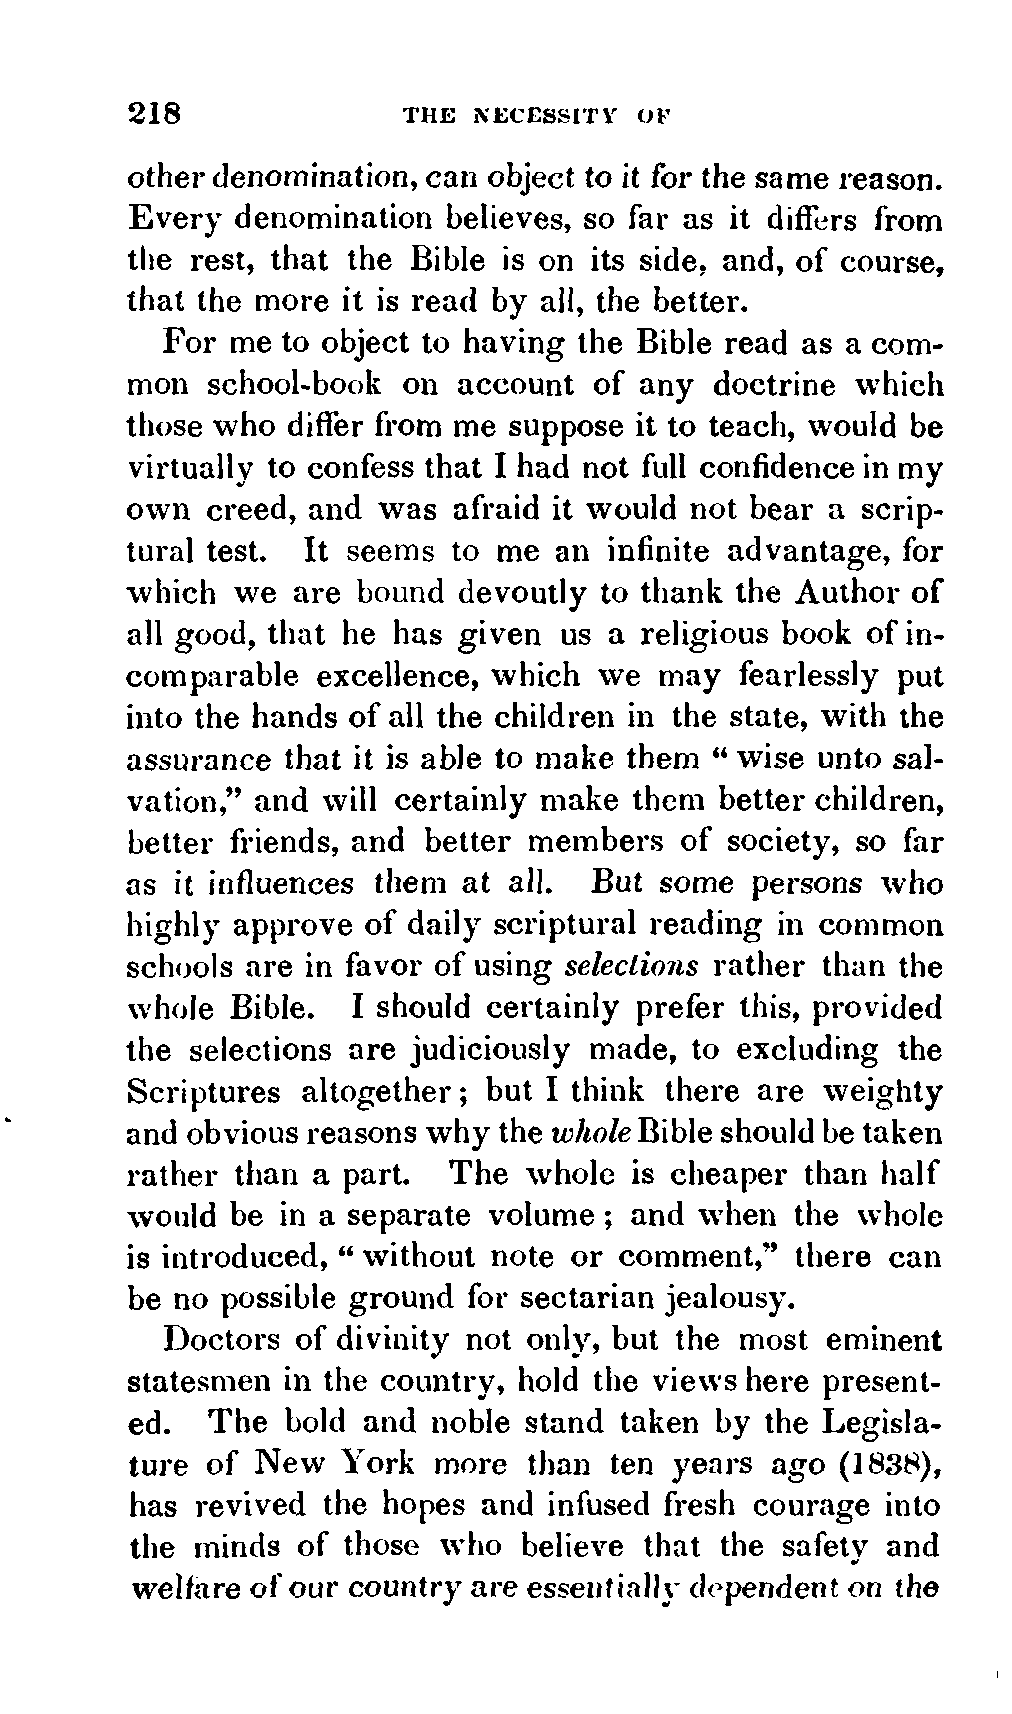 218 THE NECESSITY OF
other denomination, can object to it for the same reason.
Every denomination believes, so far as it differs from
the rest, that the Bible is on its side, and, of course,
that the more it is read by all, the better.
For me to object to having the Bible read as a com-
mon school-book on account of any doctrine which
those who differ from me suppose it to teach, would be
virtually to confess that I had not full confidence in my
own creed, and was afraid it would not bear a scrip-
tural test. It seems to me an infinite advantage, for
which we are bound devoutly to thank the Author of
all good, that he has given us a religious book of in-
comparable excellence, which we may fearlessly put
into the hands of all the children in the state, with the
assurance that it is able to make them “ wise unto sal-
vation,” and will certainly make them better children,
better friends, and better members of society, so far
as it influences them at all. But some persons who
highly approve of daily scriptural reading in common
schools are in favor of using selections rather than the
whole Bible. I should certainly prefer this, provided
the selections are judiciously made, to excluding the
Scriptures altogether ; but I think there are weighty
and obvious reasons why the whole Bible should be taken
rather than a part. The whole is cheaper than half
would be in a separate volume ; and when the whole
is introduced, “ without note or comment,” there can
be no possible ground for sectarian jealousy.
Doctors of divinity not only, but the most eminent
statesmen in the country, hold the views here present-
ed. The bold and noble stand taken by the Legisla-
ture of New York more than ten years ago (1838),
has revived the hopes and infused fresh courage into
the minds of those who believe that the safety and
welfare of our country are essentially dependent on the